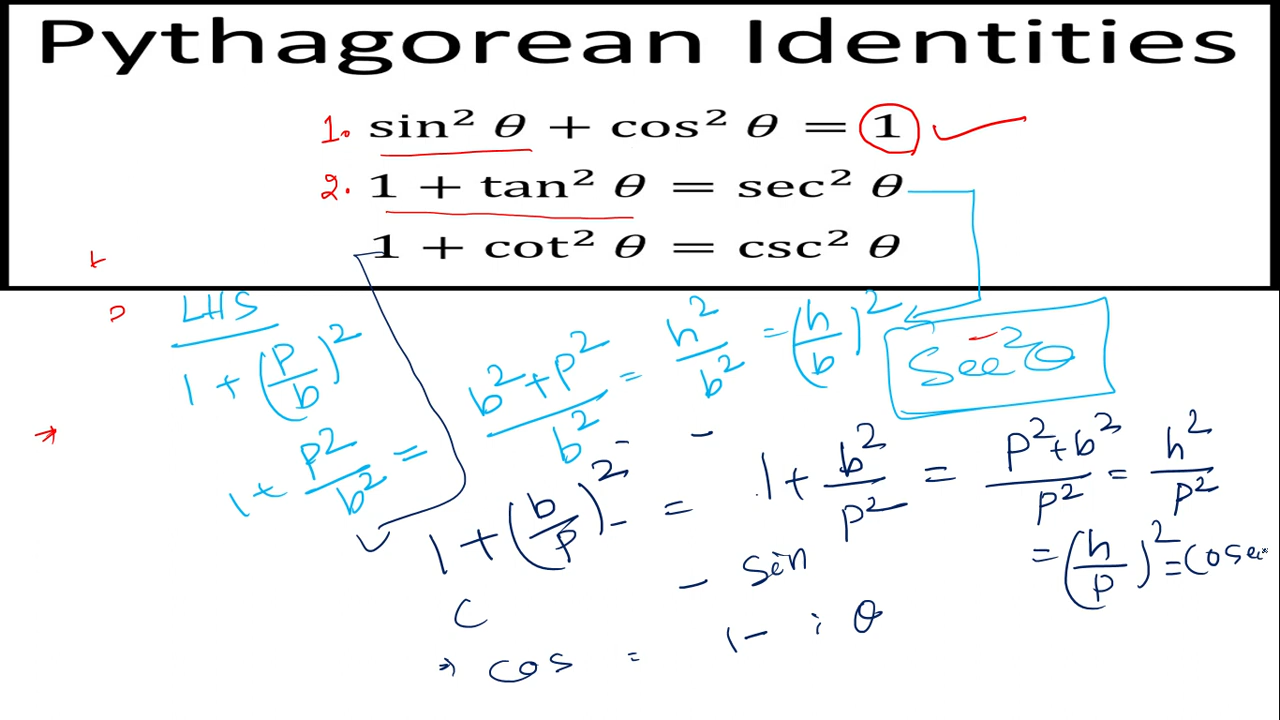 Pythagorean Identities
1. sin² θ + cos² θ = 1
2. 1 + tan² θ = sec² θ
1 + cot² θ = csc² θ
LHS
1 + (P/b)²
1 + P²/b² = (b² + P²)/b² = h²/b² = (h/b)²
Sec²θ
1 + (b/P)² = 1 + b²/P² = (P² + b²)/P² = h²/P²
= (h/P)² = Cosec
- Sin
C
→ cos = 1 - θ